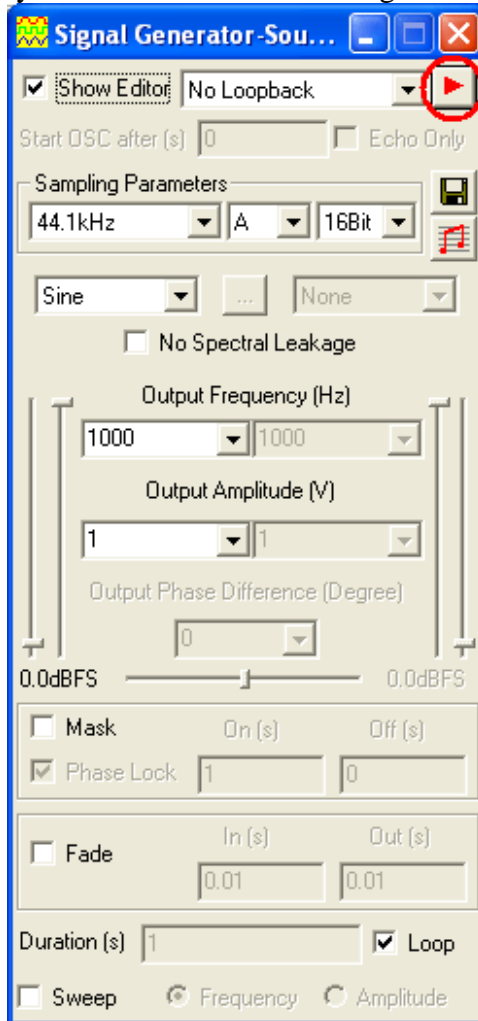 Signal Generator-Sou...
Show Editor No Loopback
Start OSC after (s) 0 Echo Only
Sampling Parameters
44.1kHz A 16Bit
Sine ... None
No Spectral Leakage
Output Frequency (Hz)
1000 1000
Output Amplitude (V)
1 1
Output Phase Difference (Degree)
0
0.0dBFS 0.0dBFS
Mask On (s) Off (s)
Phase Lock 1 0
Fade In (s) Out (s)
0.01 0.01
Duration (s) 1 Loop
Sweep Frequency Amplitude